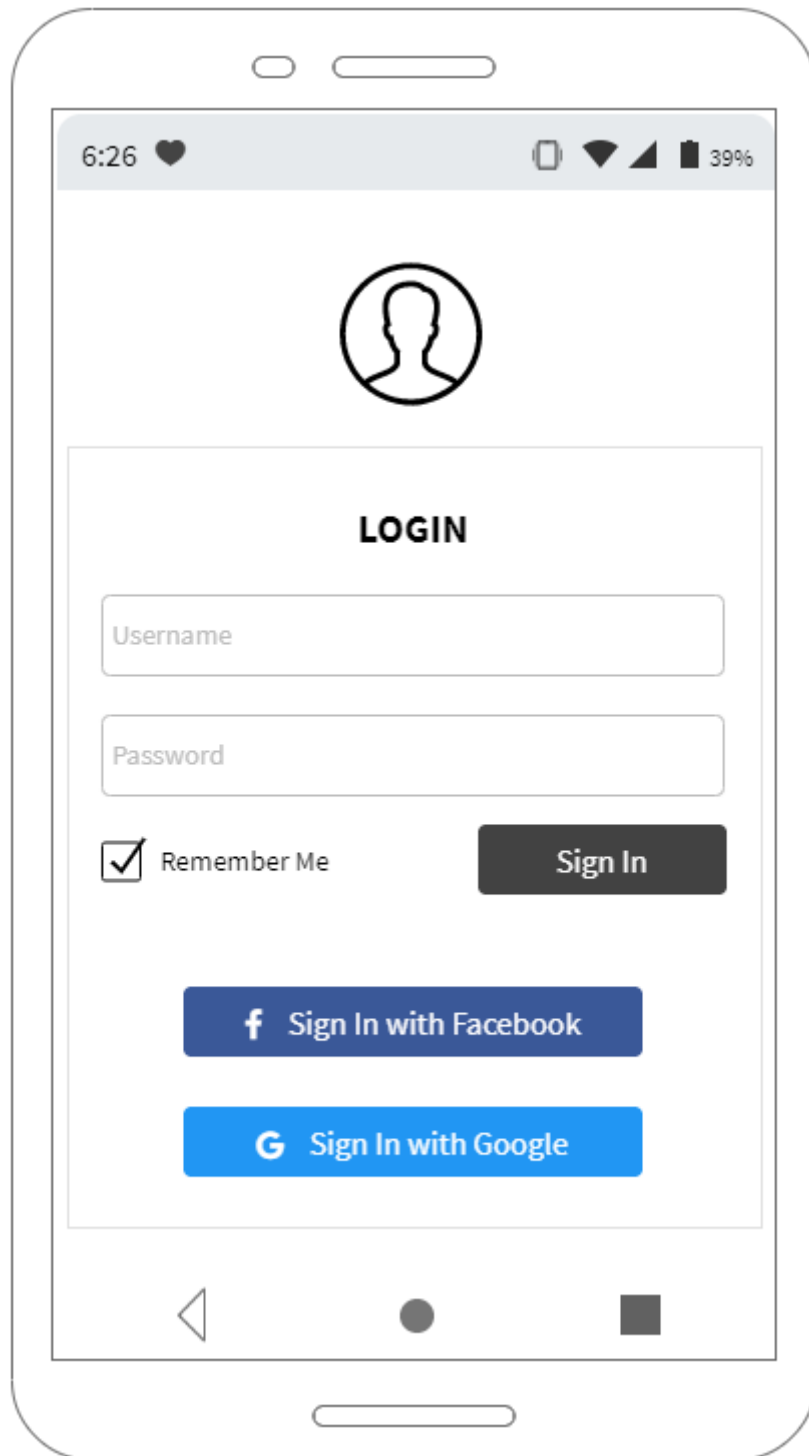 6:26 39%
LOGIN
Username
Password
Remember Me Sign In
f Sign In with Facebook
G Sign In with Google